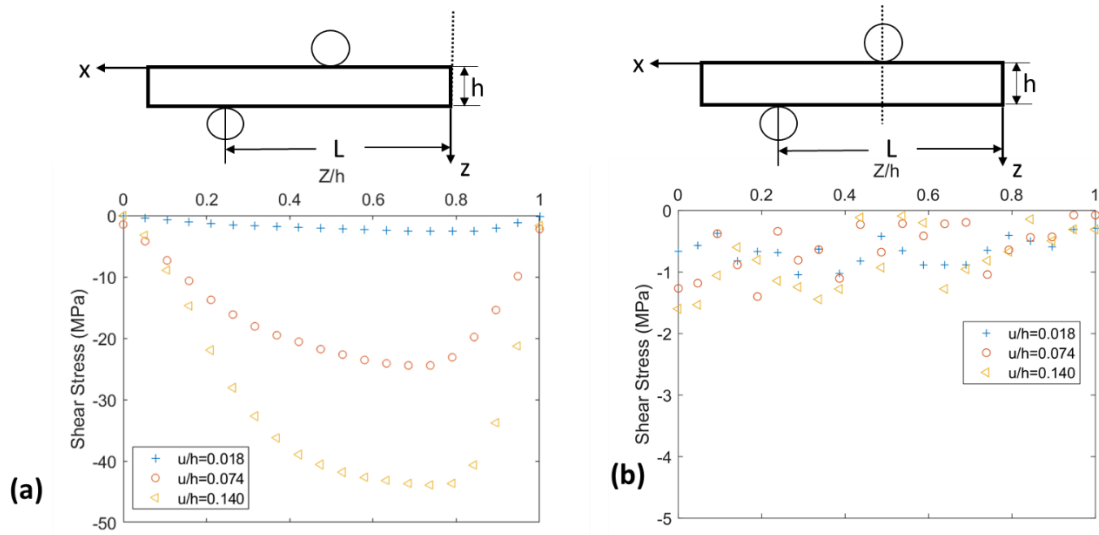 x
h
L
z
Z/h
0 0.2 0.4 0.6 0.8 1
0
-10
-20
-30
-40
-50
Shear Stress (MPa)
u/h=0.018
u/h=0.074
u/h=0.140
(a)
x
h
L
z
Z/h
0 0.2 0.4 0.6 0.8 1
0
-1
-2
-3
-4
-5
Shear Stress (MPa)
u/h=0.018
u/h=0.074
u/h=0.140
(b)